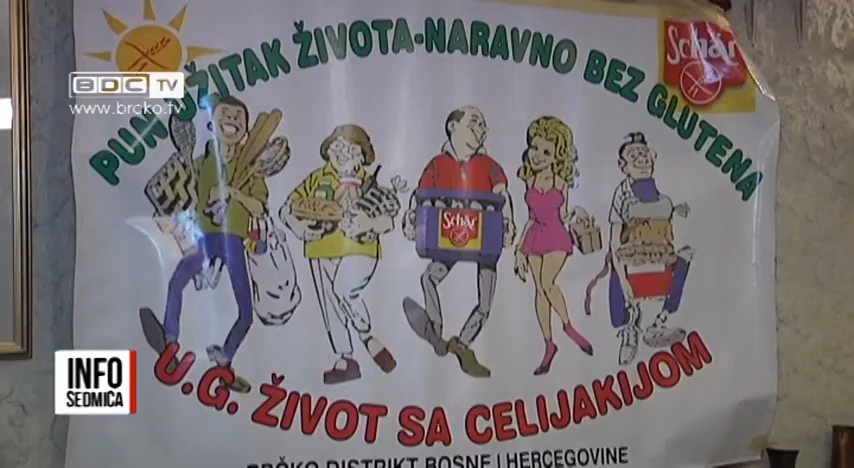 PUN UŽITAK ŽIVOTA-NARAVNO BEZ GLUTENA
Schär
BDC TV
www.brcko.tv
Schär
INFO
SEDMICA
U.G. ŽIVOT SA CELIJAKIJOM
BRČKO DISTRIKT BOSNE I HERCEGOVINE